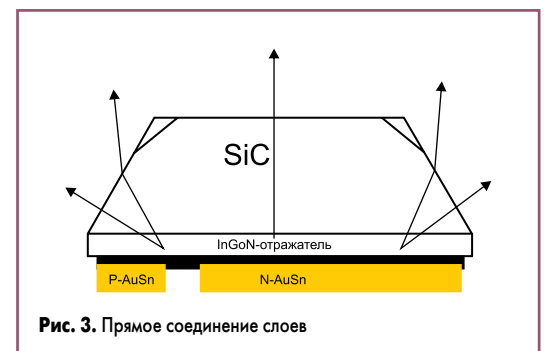 SiC
InGoN-отражатель
P-AuSn N-AuSn
Рис. 3. Прямое соединение слоев